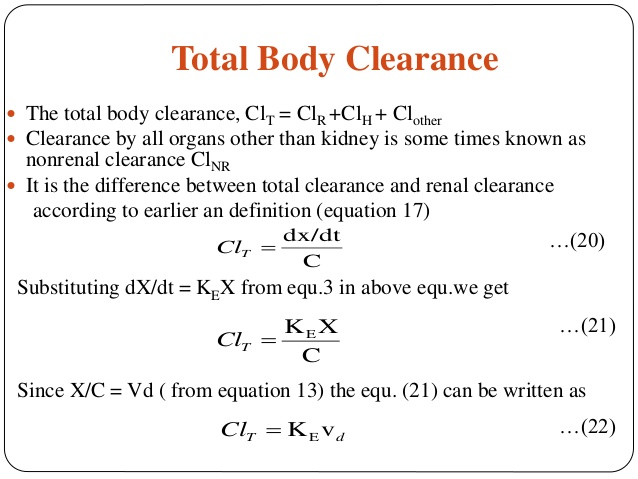 Total Body Clearance
• The total body clearance, ClT = ClR +ClH + Clother
• Clearance by all organs other than kidney is some times known as
nonrenal clearance ClNR
• It is the difference between total clearance and renal clearance
according to earlier an definition (equation 17)
ClT = dx/dt / C …(20)
Substituting dX/dt = KEX from equ.3 in above equ.we get
ClT = KEX / C …(21)
Since X/C = Vd ( from equation 13) the equ. (21) can be written as
ClT = KEvd …(22)